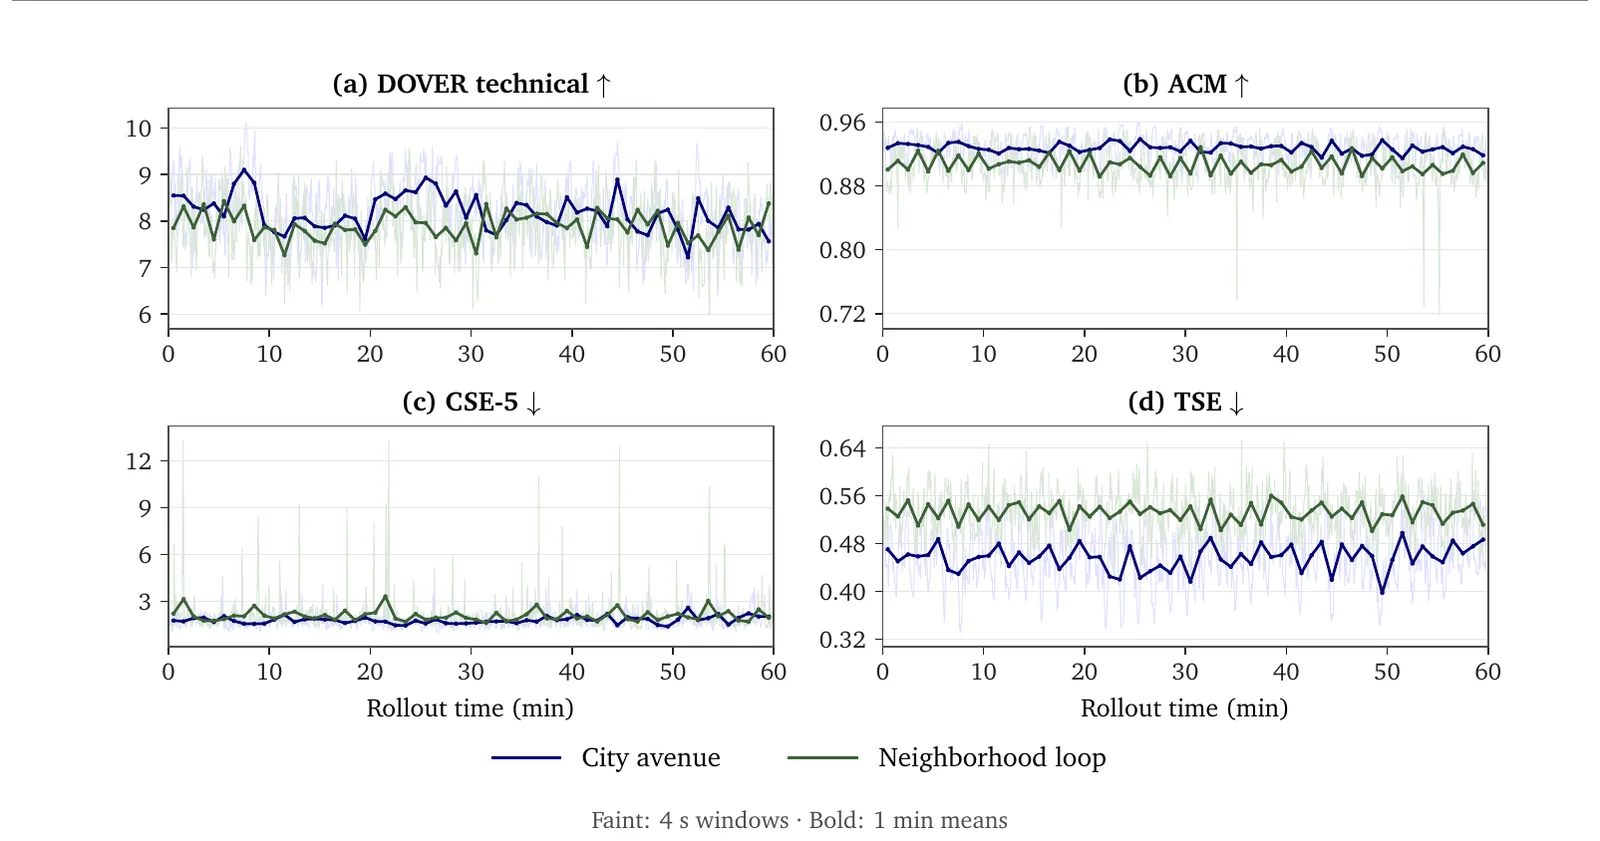 (a) DOVER technical ↑
10
9
8
7
6
0 10 20 30 40 50 60
(b) ACM ↑
0.96
0.88
0.80
0.72
0 10 20 30 40 50 60
(c) CSE-5 ↓
12
9
6
3
0 10 20 30 40 50 60
Rollout time (min)
(d) TSE ↓
0.64
0.56
0.48
0.40
0.32
0 10 20 30 40 50 60
Rollout time (min)
City avenue Neighborhood loop
Faint: 4 s windows · Bold: 1 min means